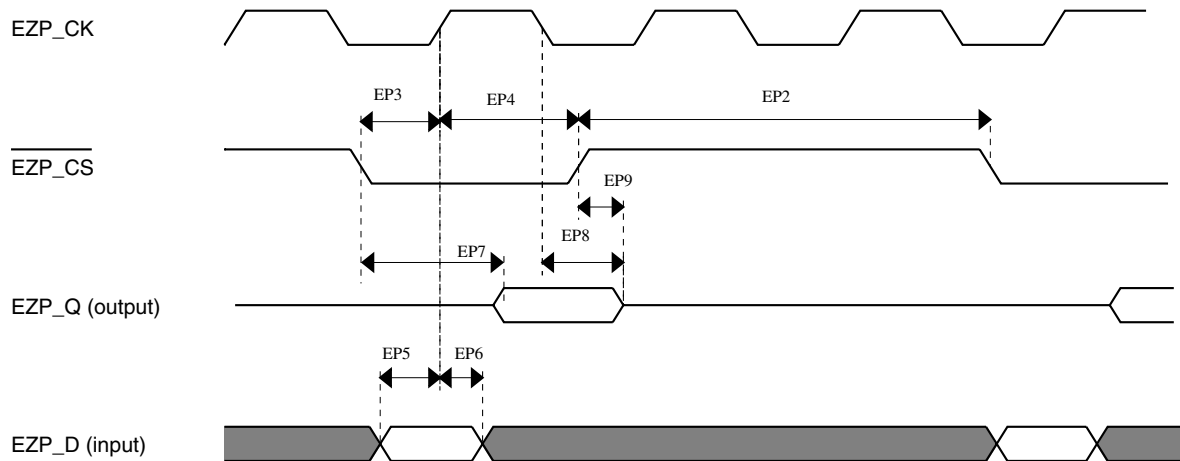 EZP_CK
EP3
EP4
EP2
EZP_CS
EP9
EP8
EP7
EZP_Q (output)
EP5
EP6
EZP_D (input)